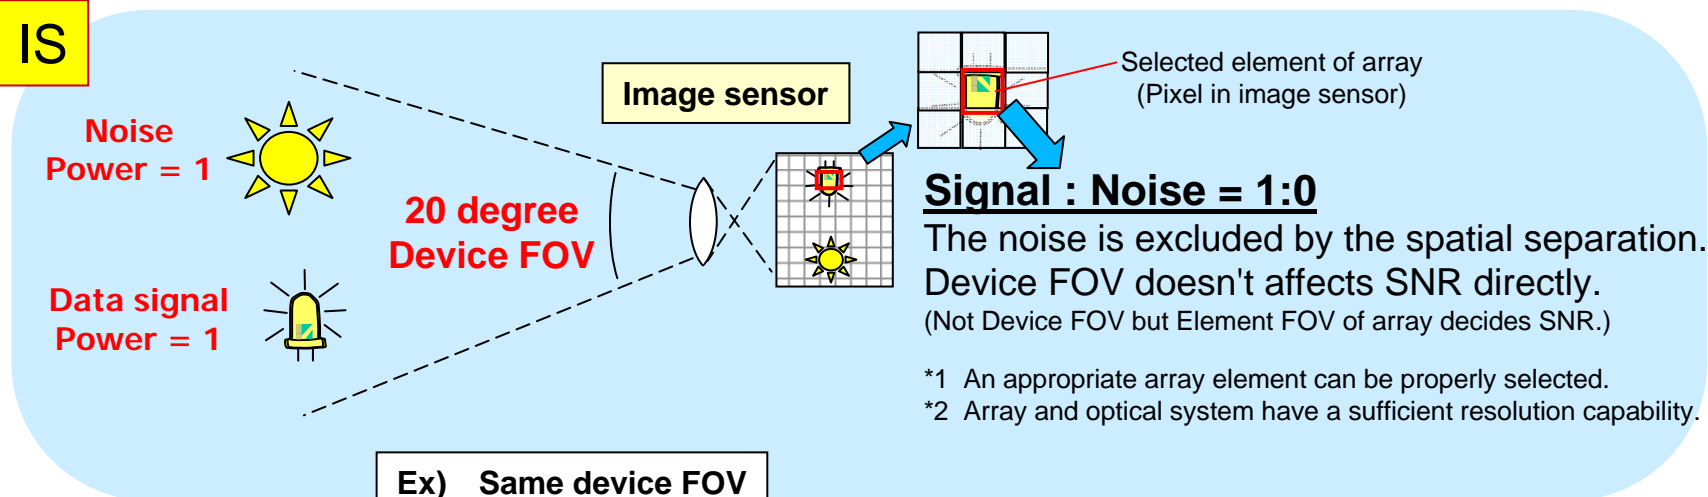 IS
Noise
Power = 1
Data signal
Power = 1
20 degree
Device FOV
Image sensor
Selected element of array
(Pixel in image sensor)
Signal : Noise = 1:0
The noise is excluded by the spatial separation.
Device FOV doesn't affects SNR directly.
(Not Device FOV but Element FOV of array decides SNR.)
*1 An appropriate array element can be properly selected.
*2 Array and optical system have a sufficient resolution capability.
Ex) Same device FOV